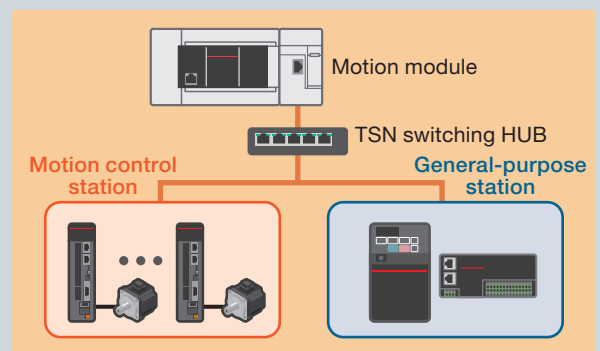 Motion module
TSN switching HUB
Motion control
station
General-purpose
station